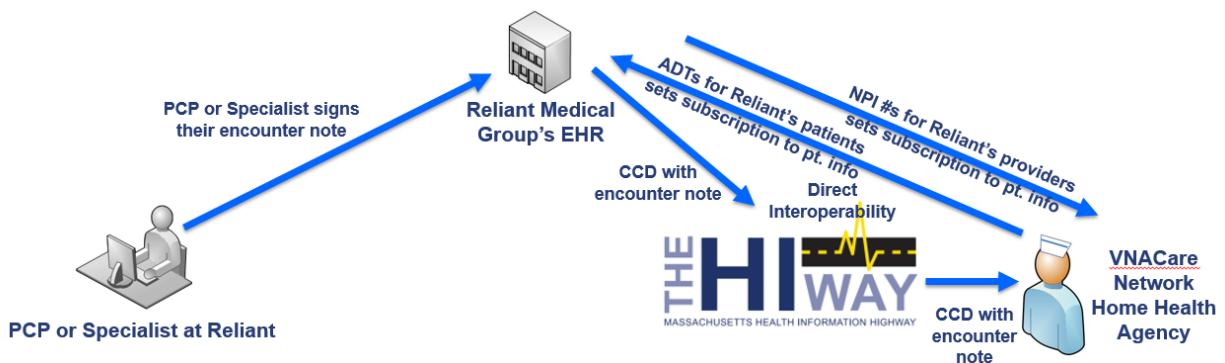 PCP or Specialist signs
their encounter note
Reliant Medical
Group's EHR
ADTs for Reliant's patients
sets subscription to pt. info
NPI #s for Reliant's providers
sets subscription to pt. info
CCD with
encounter note
Direct
Interoperability
THE
HI
WAY
MASSACHUSETTS HEALTH INFORMATION HIGHWAY
PCP or Specialist at Reliant
CCD with
encounter
note
VNACare
Network
Home Health
Agency